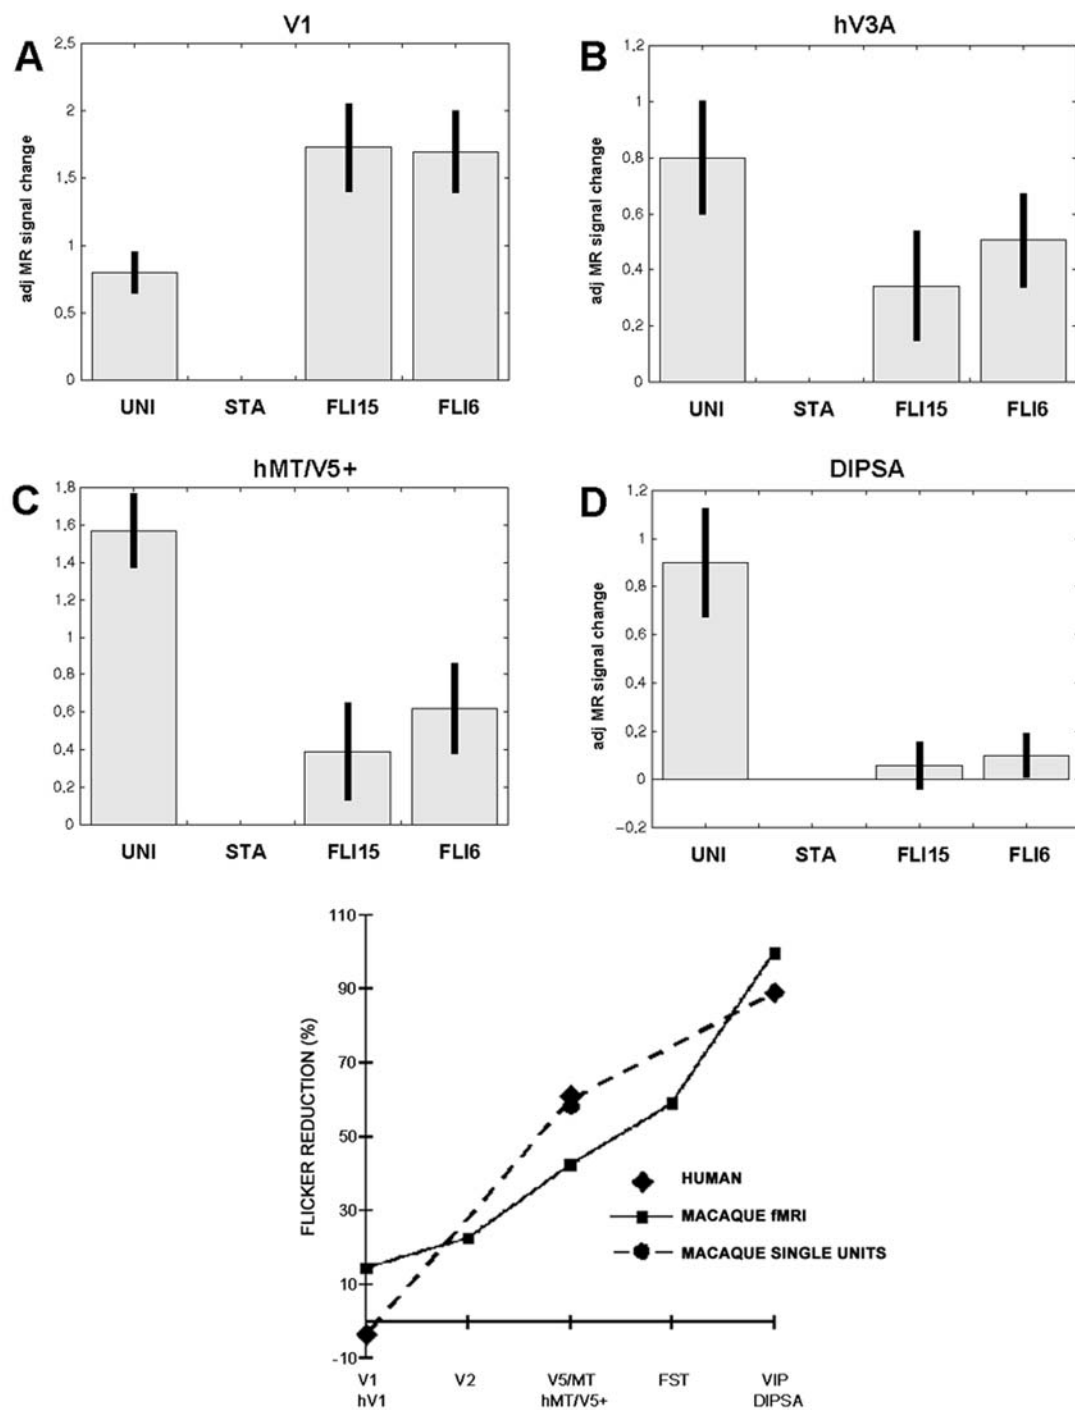 A
V1
adj MR signal change
2.5
2
1.5
1
0.5
0
UNI STA FLI15 FLI6
B
hV3A
adj MR signal change
1.2
1
0.8
0.6
0.4
0.2
0
UNI STA FLI15 FLI6
C
hMT/V5+
1.8
1.6
1.4
1.2
1
0.8
0.6
0.4
0.2
0
UNI STA FLI15 FLI6
D
DIPSA
adj MR signal change
1.2
1
0.8
0.6
0.4
0.2
0
-0.2
UNI STA FLI15 FLI6
FLICKER REDUCTION (%)
110
90
70
50
30
10
-10
HUMAN
MACAQUE fMRI
MACAQUE SINGLE UNITS
V1 V2 V5/MT FST VIP
hV1 hMT/V5+ DIPSA